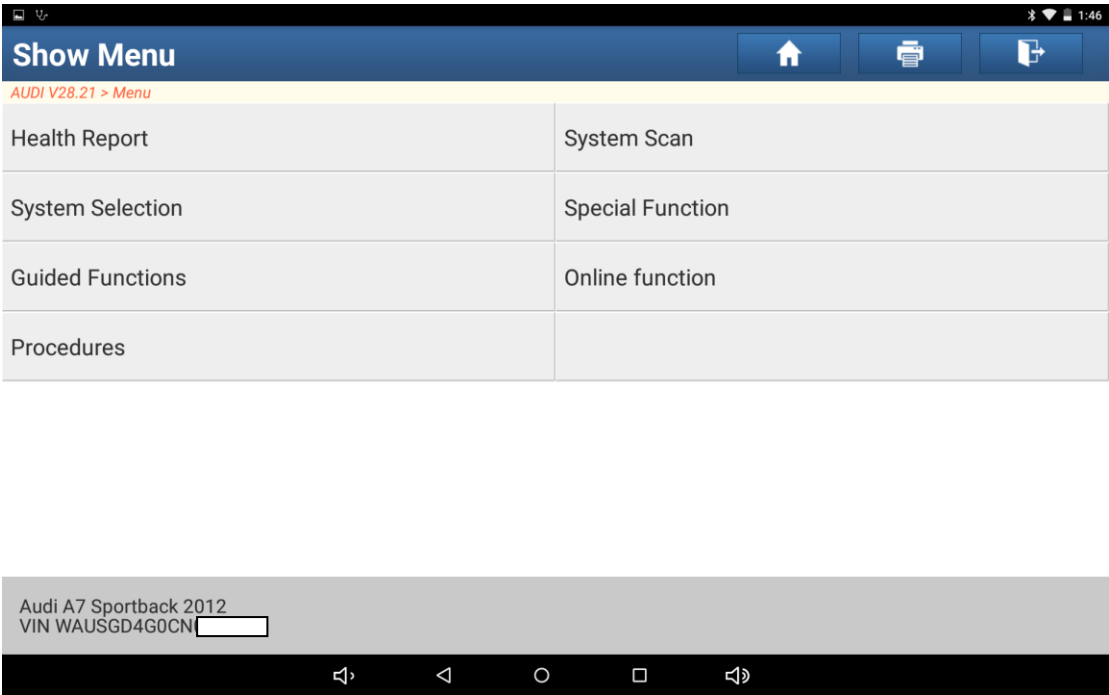 1:46
Show Menu
AUDI V28.21 > Menu
Health Report
System Scan
System Selection
Special Function
Guided Functions
Online function
Procedures
Audi A7 Sportback 2012
VIN WAUSGD4G0CN